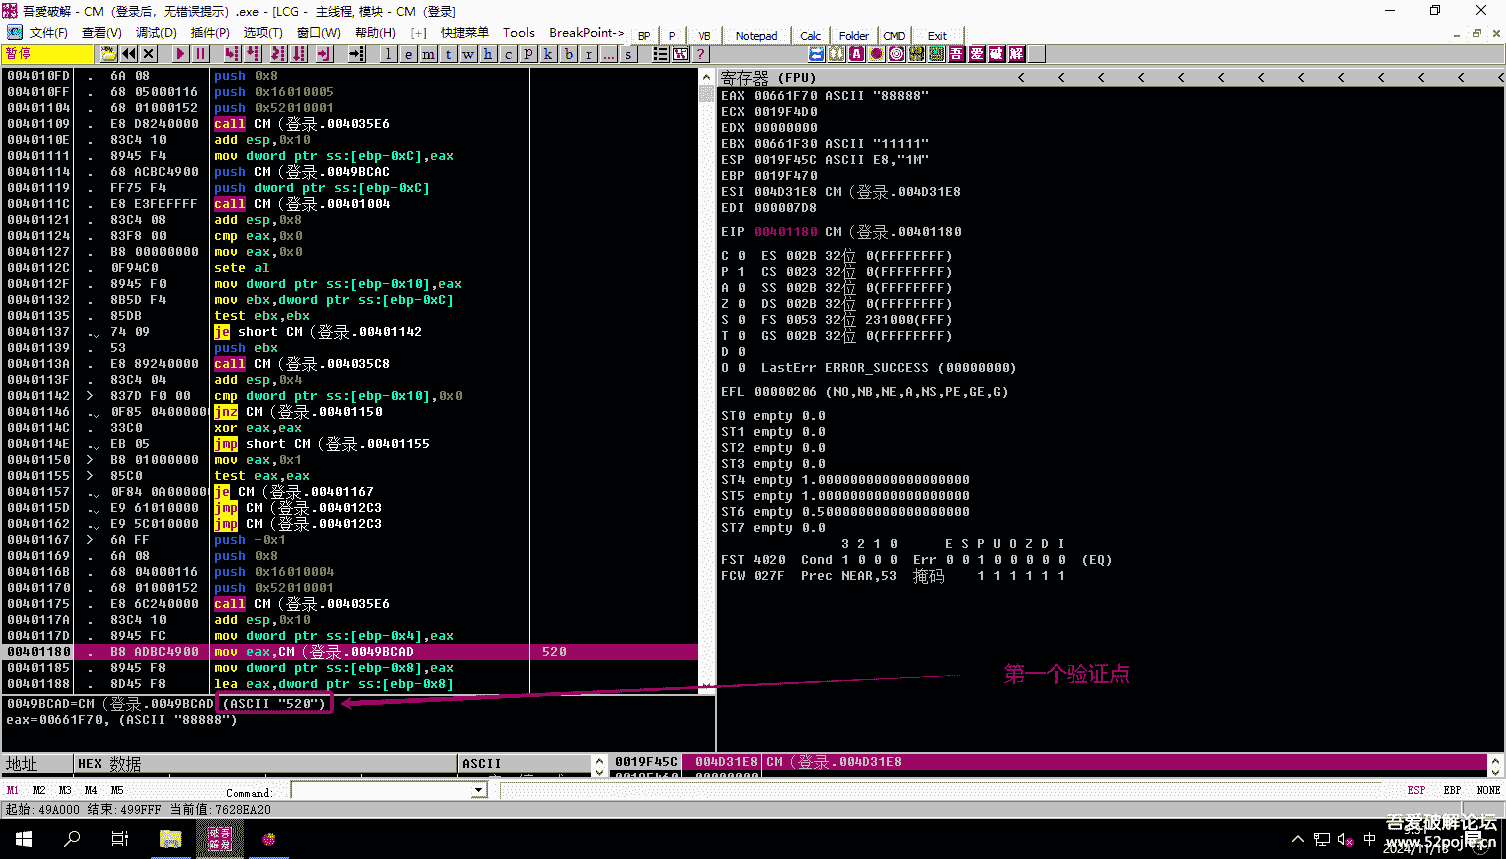 吾爱破解 - CM（登录后，无错误提示）.exe - [LCG - 主线程, 模块 - CM（登录]
文件(F) 查看(V) 调试(D) 插件(P) 选项(T) 窗口(W) 帮助(H) [+] 快捷菜单 Tools BreakPoint-> BP P VB Notepad Calc Folder CMD Exit
暂停 l e m t w h c P k b r ... s ? A 吾 爱 破 解
004010FD . 6A 08 push 0x8
004010FF . 68 05000116 push 0x16010005
00401104 . 68 01000152 push 0x52010001
00401109 . E8 D8240000 call CM（登录.004035E6
0040110E . 83C4 10 add esp,0x10
00401111 . 8945 F4 mov dword ptr ss:[ebp-0xC],eax
00401114 . 68 ACBC4900 push CM（登录.0049BCAC
00401119 . FF75 F4 push dword ptr ss:[ebp-0xC]
0040111C . E8 E3FEFFFF call CM（登录.00401004
00401121 . 83C4 08 add esp,0x8
00401124 . 83F8 00 cmp eax,0x0
00401127 . B8 00000000 mov eax,0x0
0040112C . 0F94C0 sete al
0040112F . 8945 F0 mov dword ptr ss:[ebp-0x10],eax
00401132 . 8B5D F4 mov ebx,dword ptr ss:[ebp-0xC]
00401135 . 85DB test ebx,ebx
00401137 .⌄ 74 09 je short CM（登录.00401142
00401139 . 53 push ebx
0040113A . E8 89240000 call CM（登录.004035C8
0040113F . 83C4 04 add esp,0x4
00401142 > 837D F0 00 cmp dword ptr ss:[ebp-0x10],0x0
00401146 .⌄ 0F85 0400000 jnz CM（登录.00401150
0040114C . 33C0 xor eax,eax
0040114E .⌄ EB 05 jmp short CM（登录.00401155
00401150 > B8 01000000 mov eax,0x1
00401155 > 85C0 test eax,eax
00401157 .⌄ 0F84 0A00000 je CM（登录.00401167
0040115D .⌄ E9 61010000 jmp CM（登录.004012C3
00401162 .⌄ E9 5C010000 jmp CM（登录.004012C3
00401167 > 6A FF push -0x1
00401169 . 6A 08 push 0x8
0040116B . 68 04000116 push 0x16010004
00401170 . 68 01000152 push 0x52010001
00401175 . E8 6C240000 call CM（登录.004035E6
0040117A . 83C4 10 add esp,0x10
0040117D . 8945 FC mov dword ptr ss:[ebp-0x4],eax
00401180 . B8 ADBC4900 mov eax,CM（登录.0049BCAD 520
00401185 . 8945 F8 mov dword ptr ss:[ebp-0x8],eax
00401188 . 8D45 F8 lea eax,dword ptr ss:[ebp-0x8]
0049BCAD=CM（登录.0049BCAD (ASCII "520")
eax=00661F70, (ASCII "88888")
寄存器 (FPU) < < < < < < < < < < < < <
EAX 00661F70 ASCII "88888"
ECX 0019F4D0
EDX 00000000
EBX 00661F30 ASCII "11111"
ESP 0019F45C ASCII E8,"1M"
EBP 0019F470
ESI 004D31E8 CM（登录.004D31E8
EDI 000007D8
EIP 00401180 CM（登录.00401180
C 0 ES 002B 32位 0(FFFFFFFF)
P 1 CS 0023 32位 0(FFFFFFFF)
A 0 SS 002B 32位 0(FFFFFFFF)
Z 0 DS 002B 32位 0(FFFFFFFF)
S 0 FS 0053 32位 231000(FFF)
T 0 GS 002B 32位 0(FFFFFFFF)
D 0
O 0 LastErr ERROR_SUCCESS (00000000)
EFL 00000206 (NO,NB,NE,A,NS,PE,GE,G)
ST0 empty 0.0
ST1 empty 0.0
ST2 empty 0.0
ST3 empty 0.0
ST4 empty 1.0000000000000000000
ST5 empty 1.0000000000000000000
ST6 empty 0.5000000000000000000
ST7 empty 0.0
3 2 1 0 E S P U O Z D I
FST 4020 Cond 1 0 0 0 Err 0 0 1 0 0 0 0 0 (EQ)
FCW 027F Prec NEAR,53 掩码 1 1 1 1 1 1
第一个验证点
地址 HEX 数据 ASCII
0019F45C 004D31E8 CM（登录.004D31E8
M1 M2 M3 M4 M5 Command: ESP EBP NONE
起始:49A000 结束:499FFF 当前值:7628EA20
破吾解爱
中
吾爱破解论坛
www.52pojie.cn